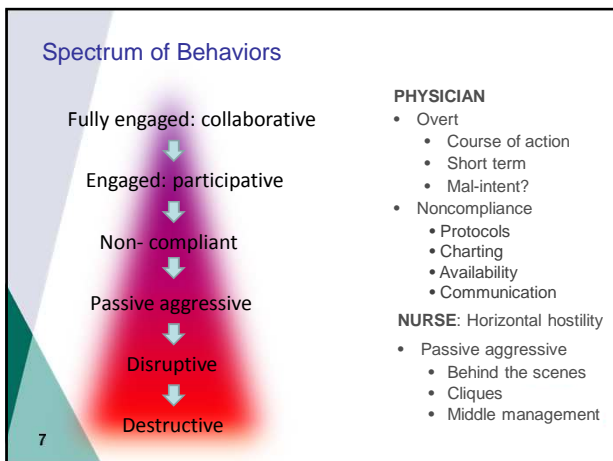 Spectrum of Behaviors
Fully engaged: collaborative
Engaged: participative
Non- compliant
Passive aggressive
Disruptive
Destructive
PHYSICIAN
• Overt
• Course of action
• Short term
• Mal-intent?
• Noncompliance
• Protocols
• Charting
• Availability
• Communication
NURSE: Horizontal hostility
• Passive aggressive
• Behind the scenes
• Cliques
• Middle management
7